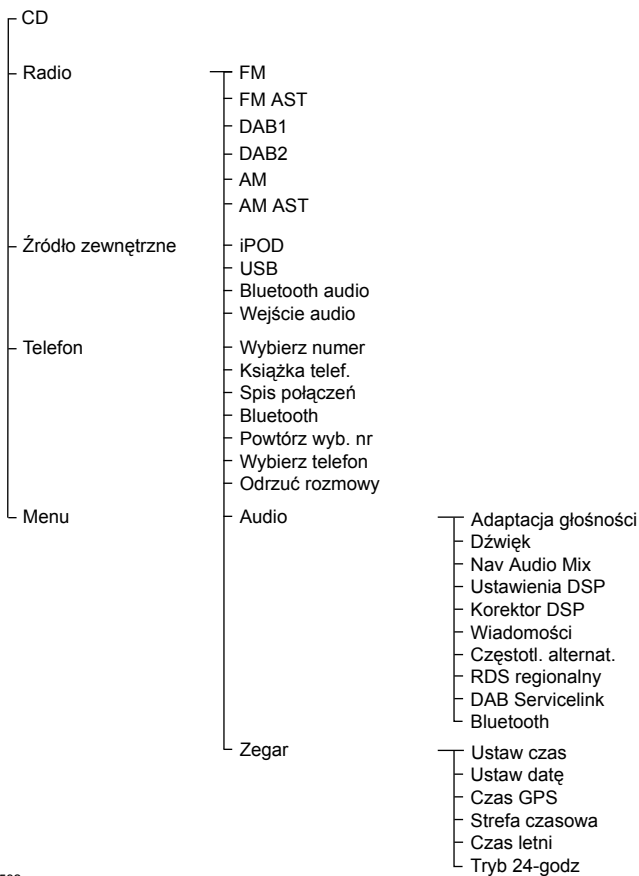 CD
Radio
FM
FM AST
DAB1
DAB2
AM
AM AST
Źródło zewnętrzne
iPOD
USB
Bluetooth audio
Wejście audio
Telefon
Wybierz numer
Książka telef.
Spis połączeń
Bluetooth
Powtórz wyb. nr
Wybierz telefon
Odrzuć rozmowy
Menu
Audio
Adaptacja głośności
Dźwięk
Nav Audio Mix
Ustawienia DSP
Korektor DSP
Wiadomości
Częstotl. alternat.
RDS regionalny
DAB Servicelink
Bluetooth
Zegar
Ustaw czas
Ustaw datę
Czas GPS
Strefa czasowa
Czas letni
Tryb 24-godz